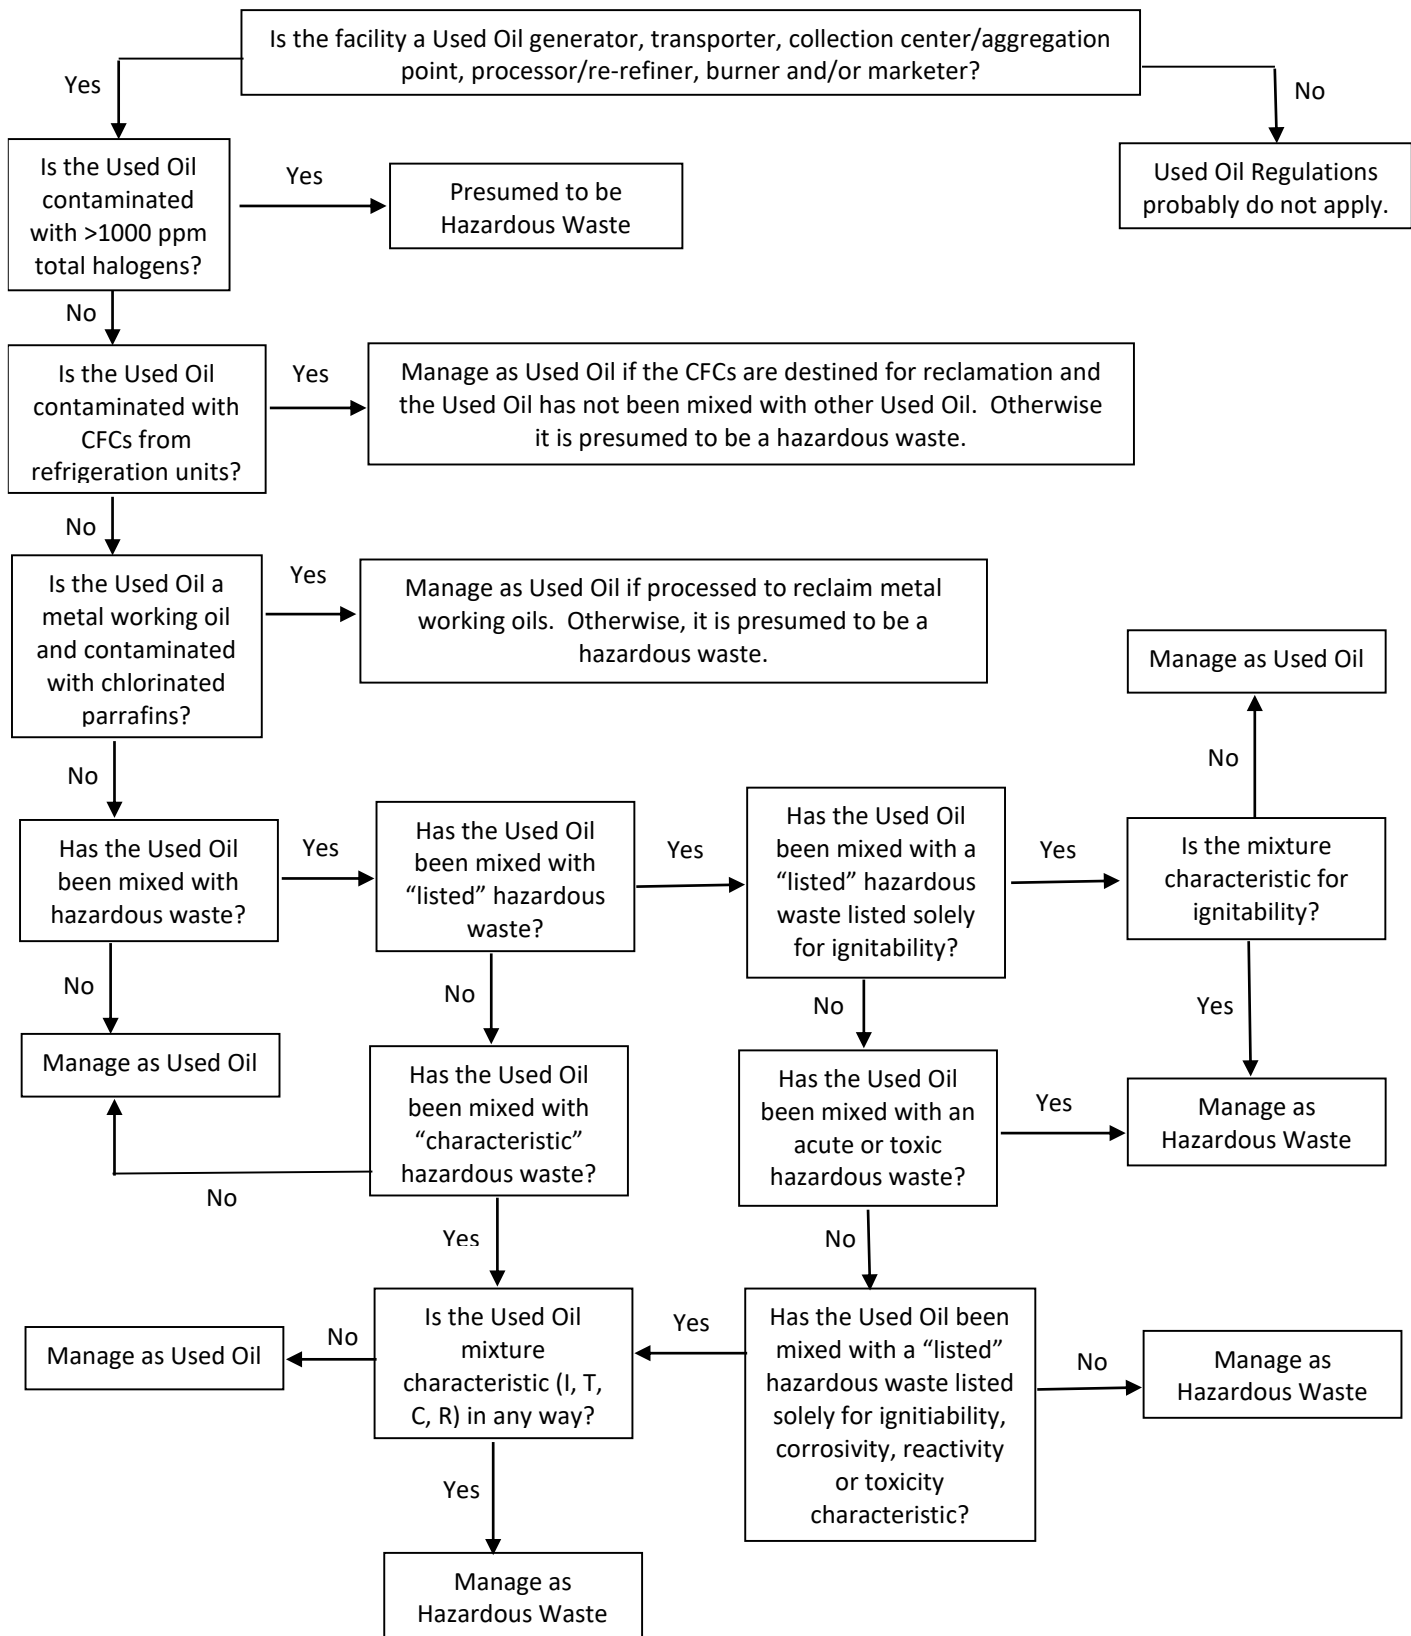 Is the facility a Used Oil generator, transporter, collection center/aggregation
point, processor/re-refiner, burner and/or marketer?
Yes
No
Is the Used Oil
contaminated
with >1000 ppm
total halogens?
Yes
Presumed to be
Hazardous Waste
Used Oil Regulations
probably do not apply.
No
Is the Used Oil
contaminated with
CFCs from
refrigeration units?
Yes
Manage as Used Oil if the CFCs are destined for reclamation and
the Used Oil has not been mixed with other Used Oil.  Otherwise
it is presumed to be a hazardous waste.
No
Is the Used Oil a
metal working oil
and contaminated
with chlorinated
parrafins?
Yes
Manage as Used Oil if processed to reclaim metal
working oils.  Otherwise, it is presumed to be a
hazardous waste.
Manage as Used Oil
No
No
Has the Used Oil
been mixed with
hazardous waste?
Yes
Has the Used Oil
been mixed with
“listed” hazardous
waste?
Yes
Has the Used Oil
been mixed with a
“listed” hazardous
waste listed solely
for ignitability?
Yes
Is the mixture
characteristic for
ignitability?
No
No
No
Yes
Manage as Used Oil
Has the Used Oil
been mixed with
“characteristic”
hazardous waste?
Has the Used Oil
been mixed with an
acute or toxic
hazardous waste?
Yes
Manage as
Hazardous Waste
No
Yes
No
Manage as Used Oil
No
Is the Used Oil
mixture
characteristic (I, T,
C, R) in any way?
Yes
Has the Used Oil been
mixed with a “listed”
hazardous waste listed
solely for ignitiability,
corrosivity, reactivity
or toxicity
characteristic?
No
Manage as
Hazardous Waste
Yes
Manage as
Hazardous Waste